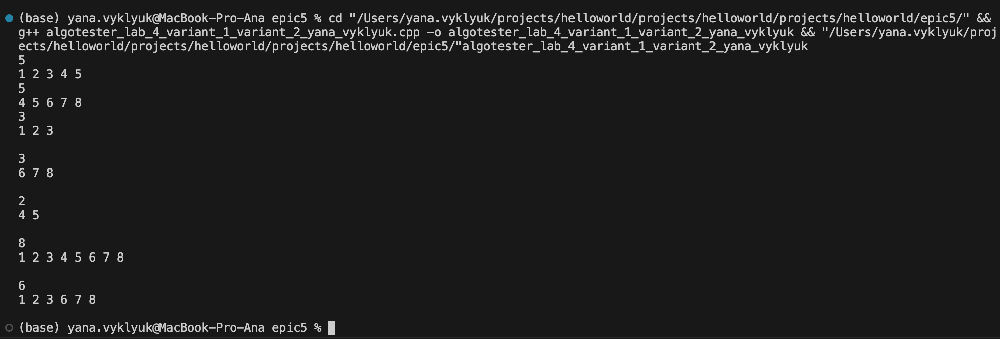 (base) yana.vyklyuk@MacBook-Pro-Ana epic5 % cd "/Users/yana.vyklyuk/projects/helloworld/projects/helloworld/projects/helloworld/epic5/" &&
g++ algotester_lab_4_variant_1_variant_2_yana_vyklyuk.cpp -o algotester_lab_4_variant_1_variant_2_yana_vyklyuk && "/Users/yana.vyklyuk/proj
ects/helloworld/projects/helloworld/projects/helloworld/epic5/"algotester_lab_4_variant_1_variant_2_yana_vyklyuk
5
1 2 3 4 5
5
4 5 6 7 8
3
1 2 3
3
6 7 8
2
4 5
8
1 2 3 4 5 6 7 8
6
1 2 3 6 7 8
(base) yana.vyklyuk@MacBook-Pro-Ana epic5 %